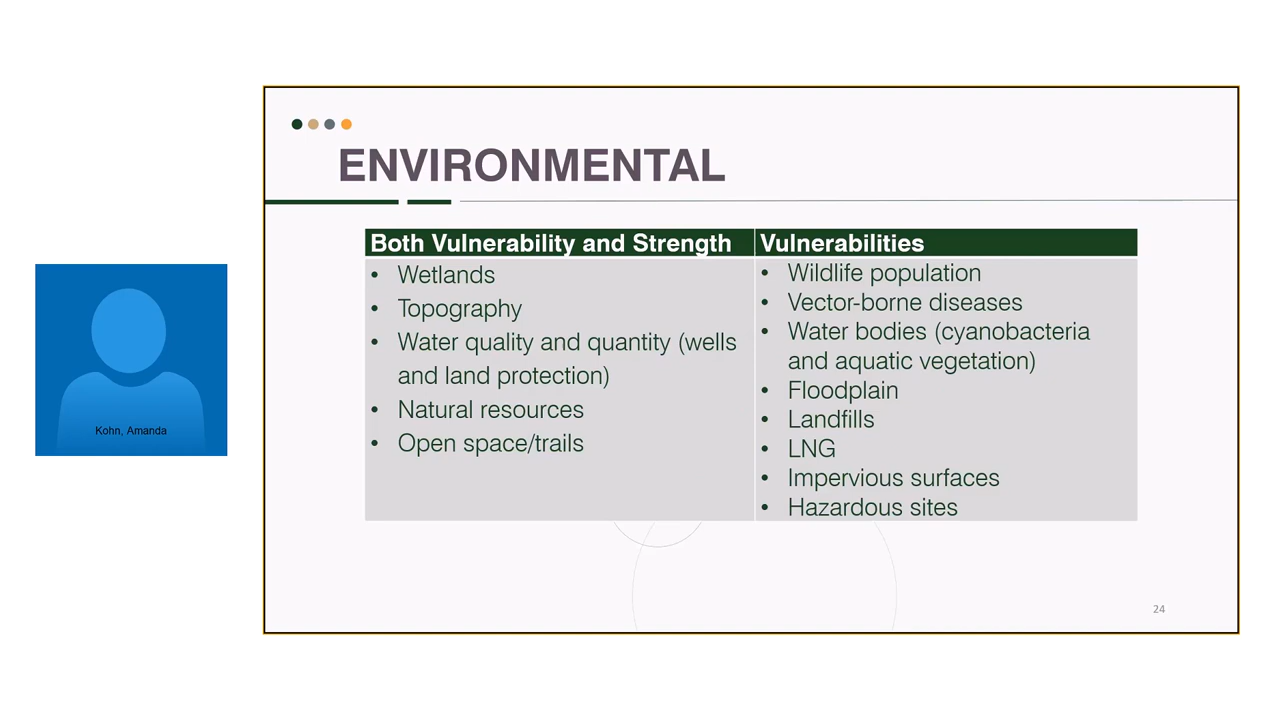 ENVIRONMENTAL
Both Vulnerability and Strength
• Wetlands
• Topography
• Water quality and quantity (wells
and land protection)
• Natural resources
• Open space/trails
Vulnerabilities
• Wildlife population
• Vector-borne diseases
• Water bodies (cyanobacteria
and aquatic vegetation)
• Floodplain
• Landfills
• LNG
• Impervious surfaces
• Hazardous sites
24
Kohn, Amanda